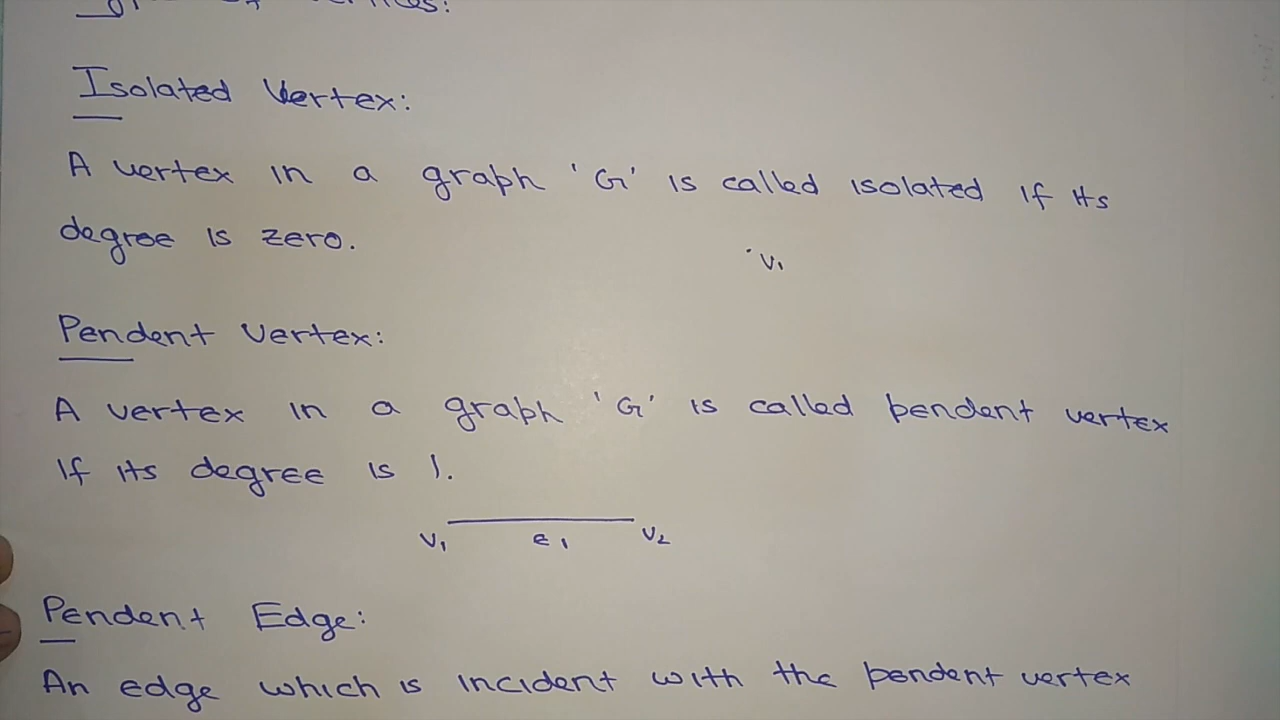 Isolated Vertex:
A vertex in a graph 'G' is called isolated if its
degree is zero.
V1
Pendent Vertex:
A vertex in a graph 'G' is called pendent vertex
If its degree is 1.
V1 e1 V2
Pendent Edge:
An edge which is incident with the pendent vertex